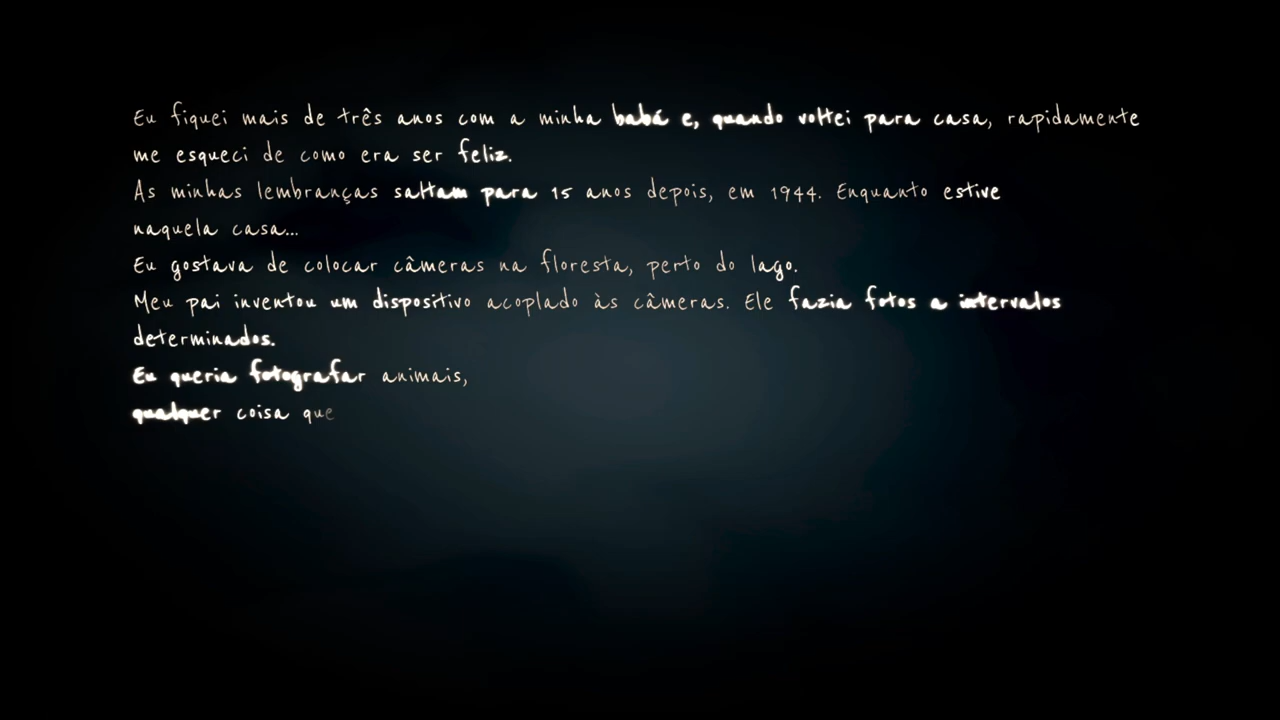 Eu fiquei mais de três anos com a minha babá e, quando voltei para casa, rapidamente
me esqueci de como era ser feliz.
As minhas lembranças saltam para 15 anos depois, em 1944. Enquanto estive
naquela casa...
Eu gostava de colocar câmeras na floresta, perto do lago.
Meu pai inventou um dispositivo acoplado às câmeras. Ele fazia fotos a intervalos
determinados.
Eu queria fotografar animais,
qualquer coisa que